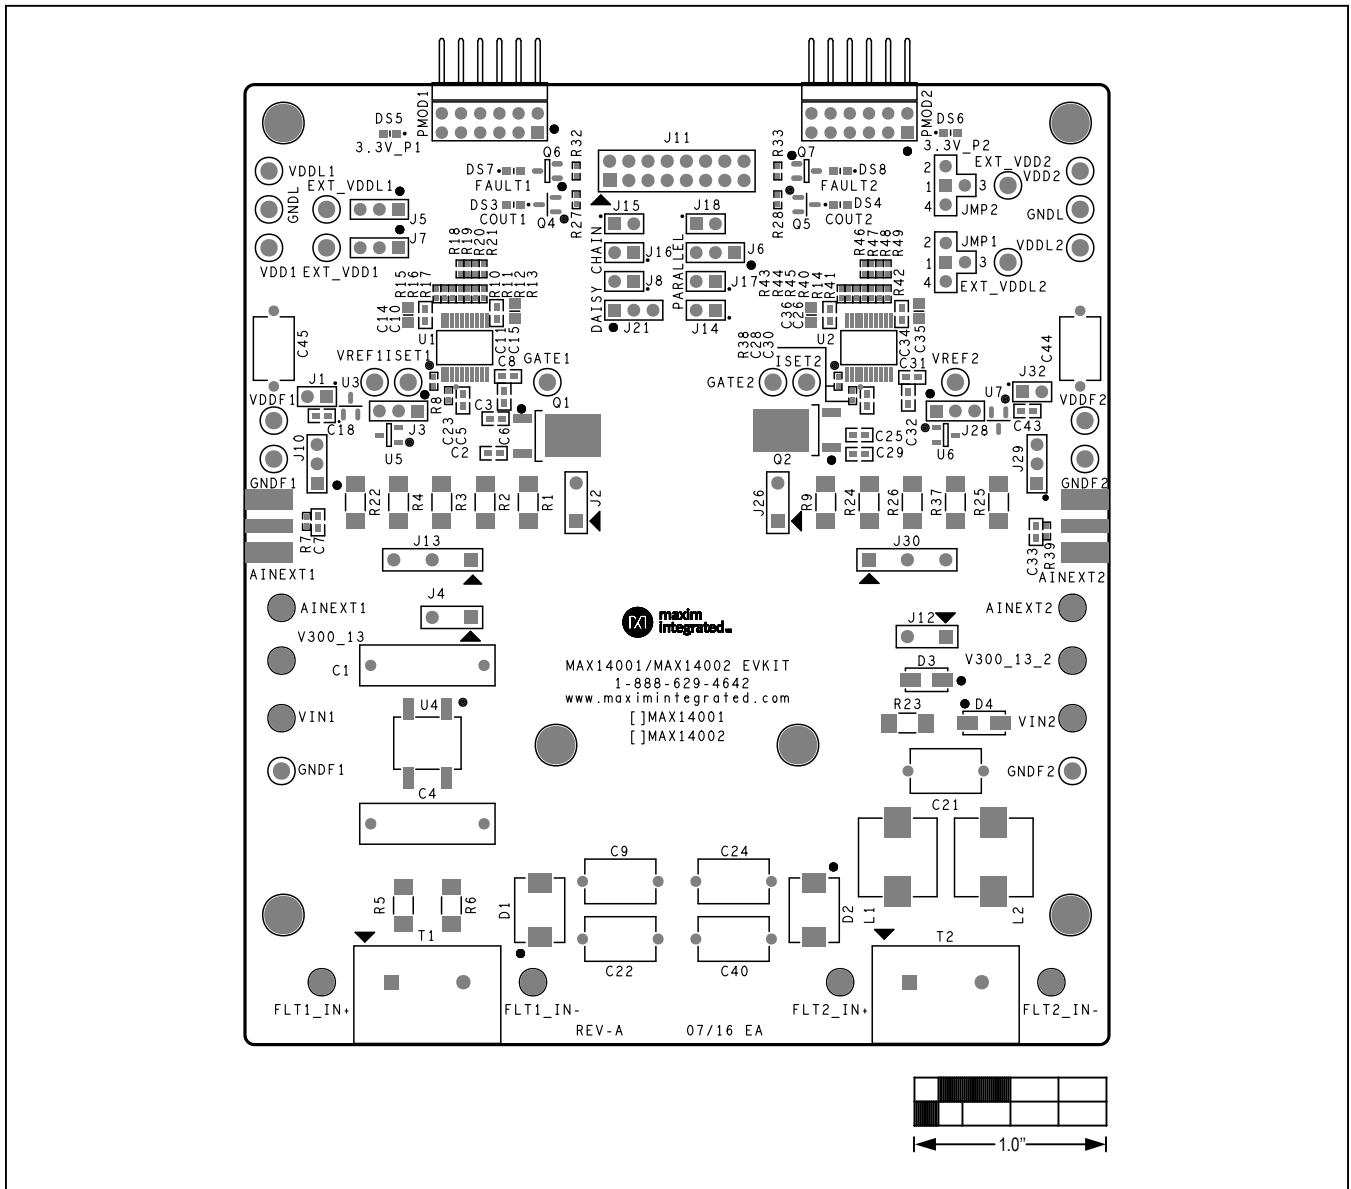 PMOD1
PMOD2
DS5
3.3V_P1
DS6
3.3V_P2
R32
J11
R33
Q6
Q7
DS7
FAULT1
DS8
FAULT2
DS3
COUT1
Q4
R27
R28
Q5
DS4
COUT2
VDDL1
GNDL
EXT_VDDL1
J5
J7
VDD1
EXT_VDD1
2
1
3
4
JMP2
EXT_VDD2
VDD2
GNDL
VDDL2
2
1
3
4
JMP1
EXT_VDDL2
J15
J16
J8
J21
DAISY CHAIN
J18
J6
J17
J14
PARALLEL
R18
R19
R20
R21
R15
R16
R17
R10
R11
R12
R13
C14
C10
U1
C11
C15
R46
R47
R48
R49
R43
R44
R45
R40
R14
R41
R42
C36
C26
U2
C34
C35
R38
C28
C30
C45
VREF1
ISET1
C8
GATE1
J1
U3
VDDF1
C18
J3
R8
C23
C5
C3
C6
C2
Q1
U5
J10
GNDF1
ISET2
GATE2
C31
VREF2
C44
J32
U7
VDDF2
C43
C32
J28
Q2
C25
C29
U6
J29
GNDF2
R22
R4
R3
R2
R1
J2
J26
R9
R24
R26
R37
R25
R7
C7
AINEXT1
J13
J30
C33
R39
AINEXT2
AINEXT1
J4
V300_13
C1
maxim
integrated™
J12
AINEXT2
D3
V300_13_2
MAX14001/MAX14002 EVKIT
1-888-629-4642
www.maximintegrated.com
[]MAX14001
[]MAX14002
U4
VIN1
R23
D4
VIN2
GNDF1
C4
GNDF2
C21
C9
C24
R5
R6
D1
D2
L1
L2
T1
C22
C40
T2
FLT1_IN+
FLT1_IN-
FLT2_IN+
FLT2_IN-
REV-A
07/16 EA
1.0”